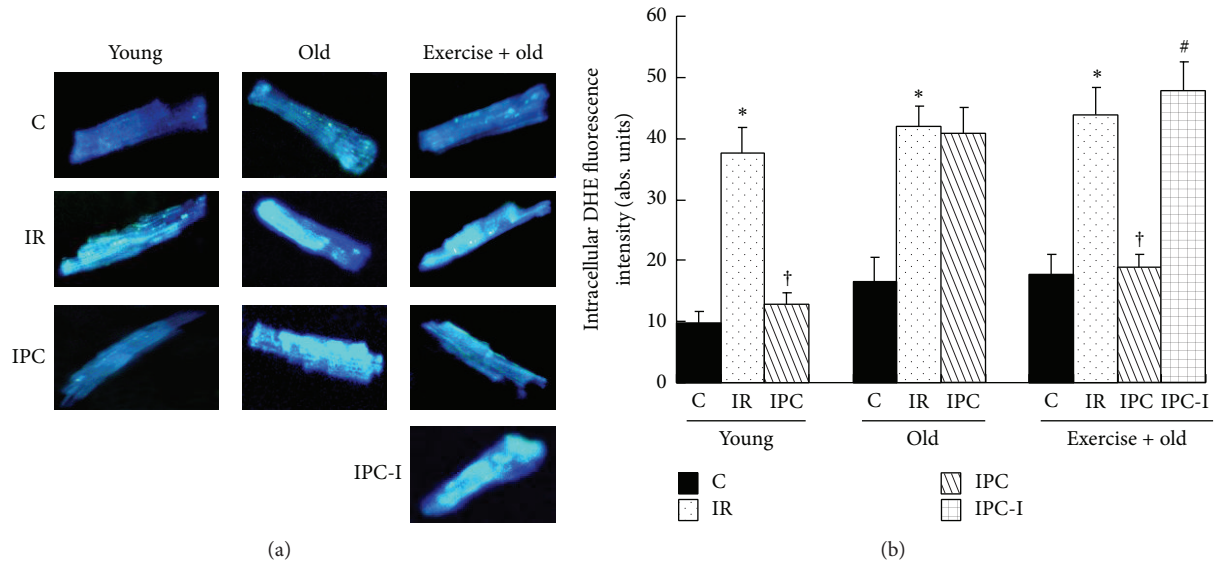 Young
Old
Exercise + old
C
IR
IPC
IPC-I
(a)
Intracellular DHE fluorescence
intensity (abs. units)
60
50
40
30
20
10
0
*
†
*
*
†
#
C IR IPC
C IR IPC
C IR IPC IPC-I
Young
Old
Exercise + old
C
IR
IPC
IPC-I
(b)